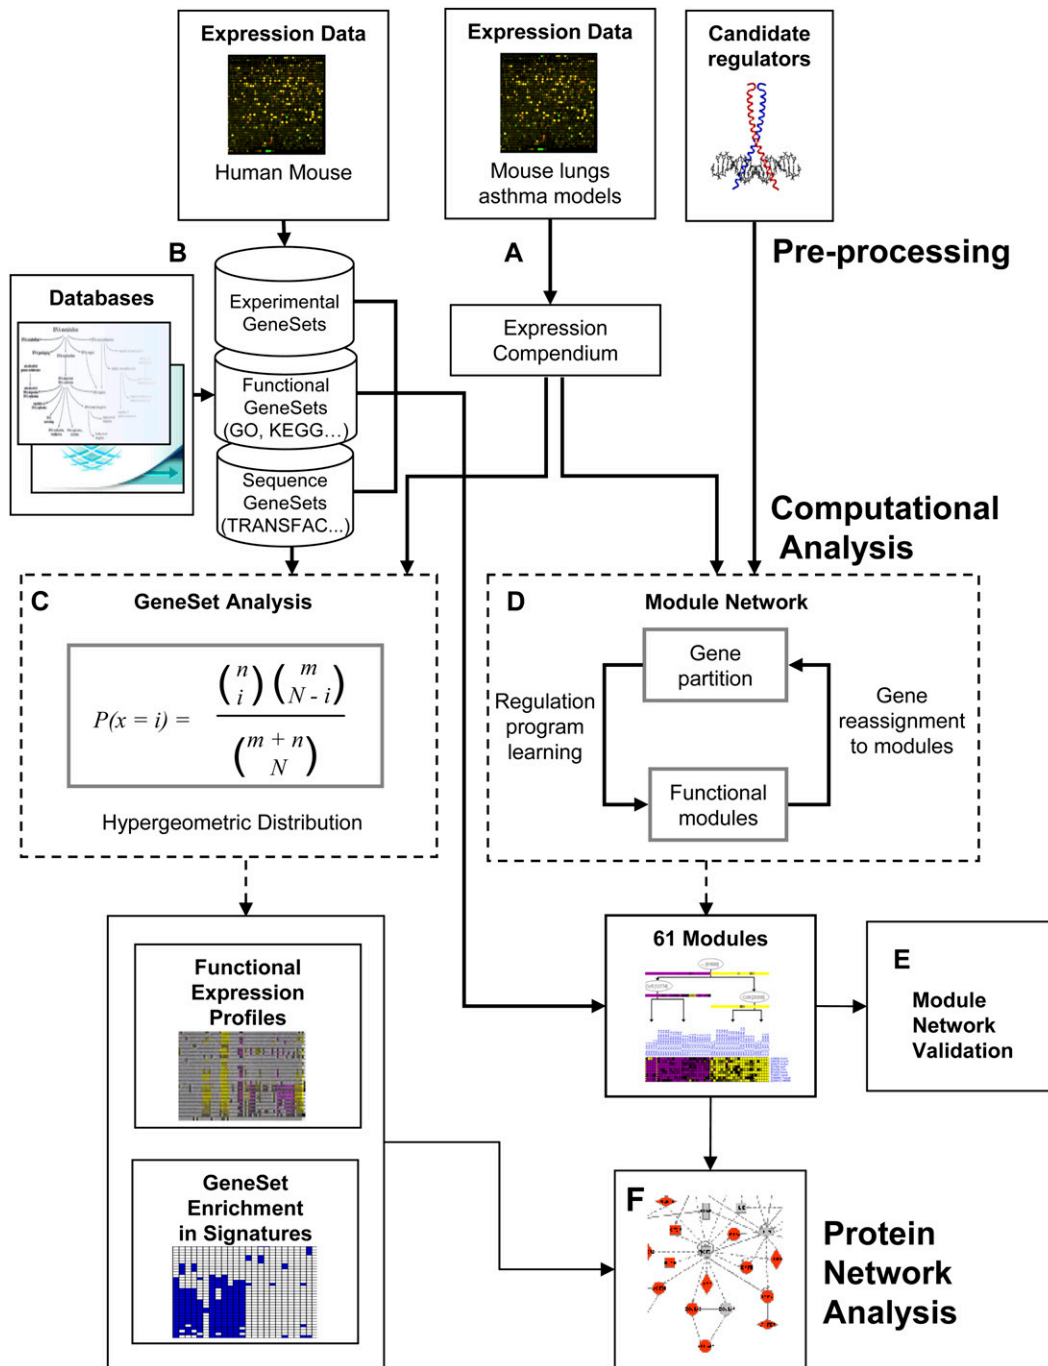 Expression Data
Human Mouse
Expression Data
Mouse lungs
asthma models
Candidate
regulators
Pre-processing
B
A
Databases
Experimental
GeneSets
Functional
GeneSets
(GO, KEGG...)
Sequence
GeneSets
(TRANSFAC...)
Expression
Compendium
Computational
Analysis
C
GeneSet Analysis
P(x = i) = (n i) (m N - i) / (m + n N)
Hypergeometric Distribution
D
Module Network
Gene
partition
Regulation
program
learning
Gene
reassignment
to modules
Functional
modules
Functional
Expression
Profiles
GeneSet
Enrichment
in Signatures
61 Modules
E
Module
Network
Validation
F
Protein
Network
Analysis